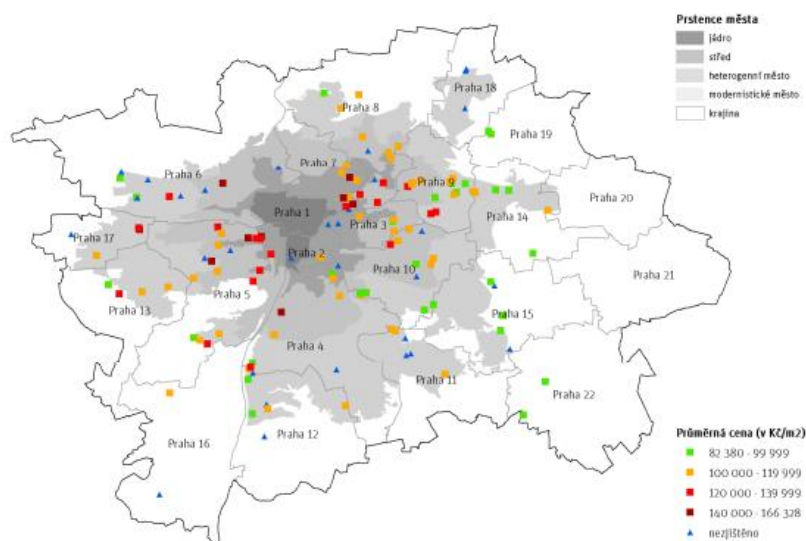 Prstence města
jádro
střed
heterogenní město
modernistické město
krajina
Praha 18
Praha 8
Praha 19
Praha 7
Praha 6
Praha 9
Praha 20
Praha 1
Praha 14
Praha 3
Praha 17
Praha 2
Praha 10
Praha 21
Praha 5
Praha 13
Praha 15
Praha 4
Praha 11
Praha 22
Praha 12
Praha 16
Průměrná cena (v Kč/m2)
82 380 - 99 999
100 000 - 119 999
120 000 - 139 999
140 000 - 166 328
nezjištěno